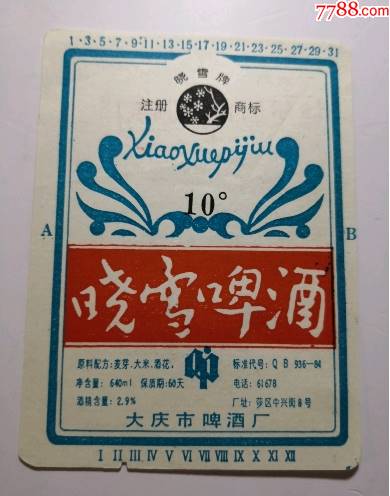 7788.com
1·3·5·7·9·11·13·15·17·19·21·23·25·27·29·31
晓雪牌
注册 商标
Xiaoxuepijiu
10°
A B
晓雪啤酒
原料配方:麦芽、大米、酒花, 标准代号:QB 936-84
净含量: 640ml 保质期:60天 电话: 61678
酒精含量: 2.9% 厂址: 莎区中兴街8号
大庆市啤酒厂
I II III IV V VI VII VIII IX X XI XII